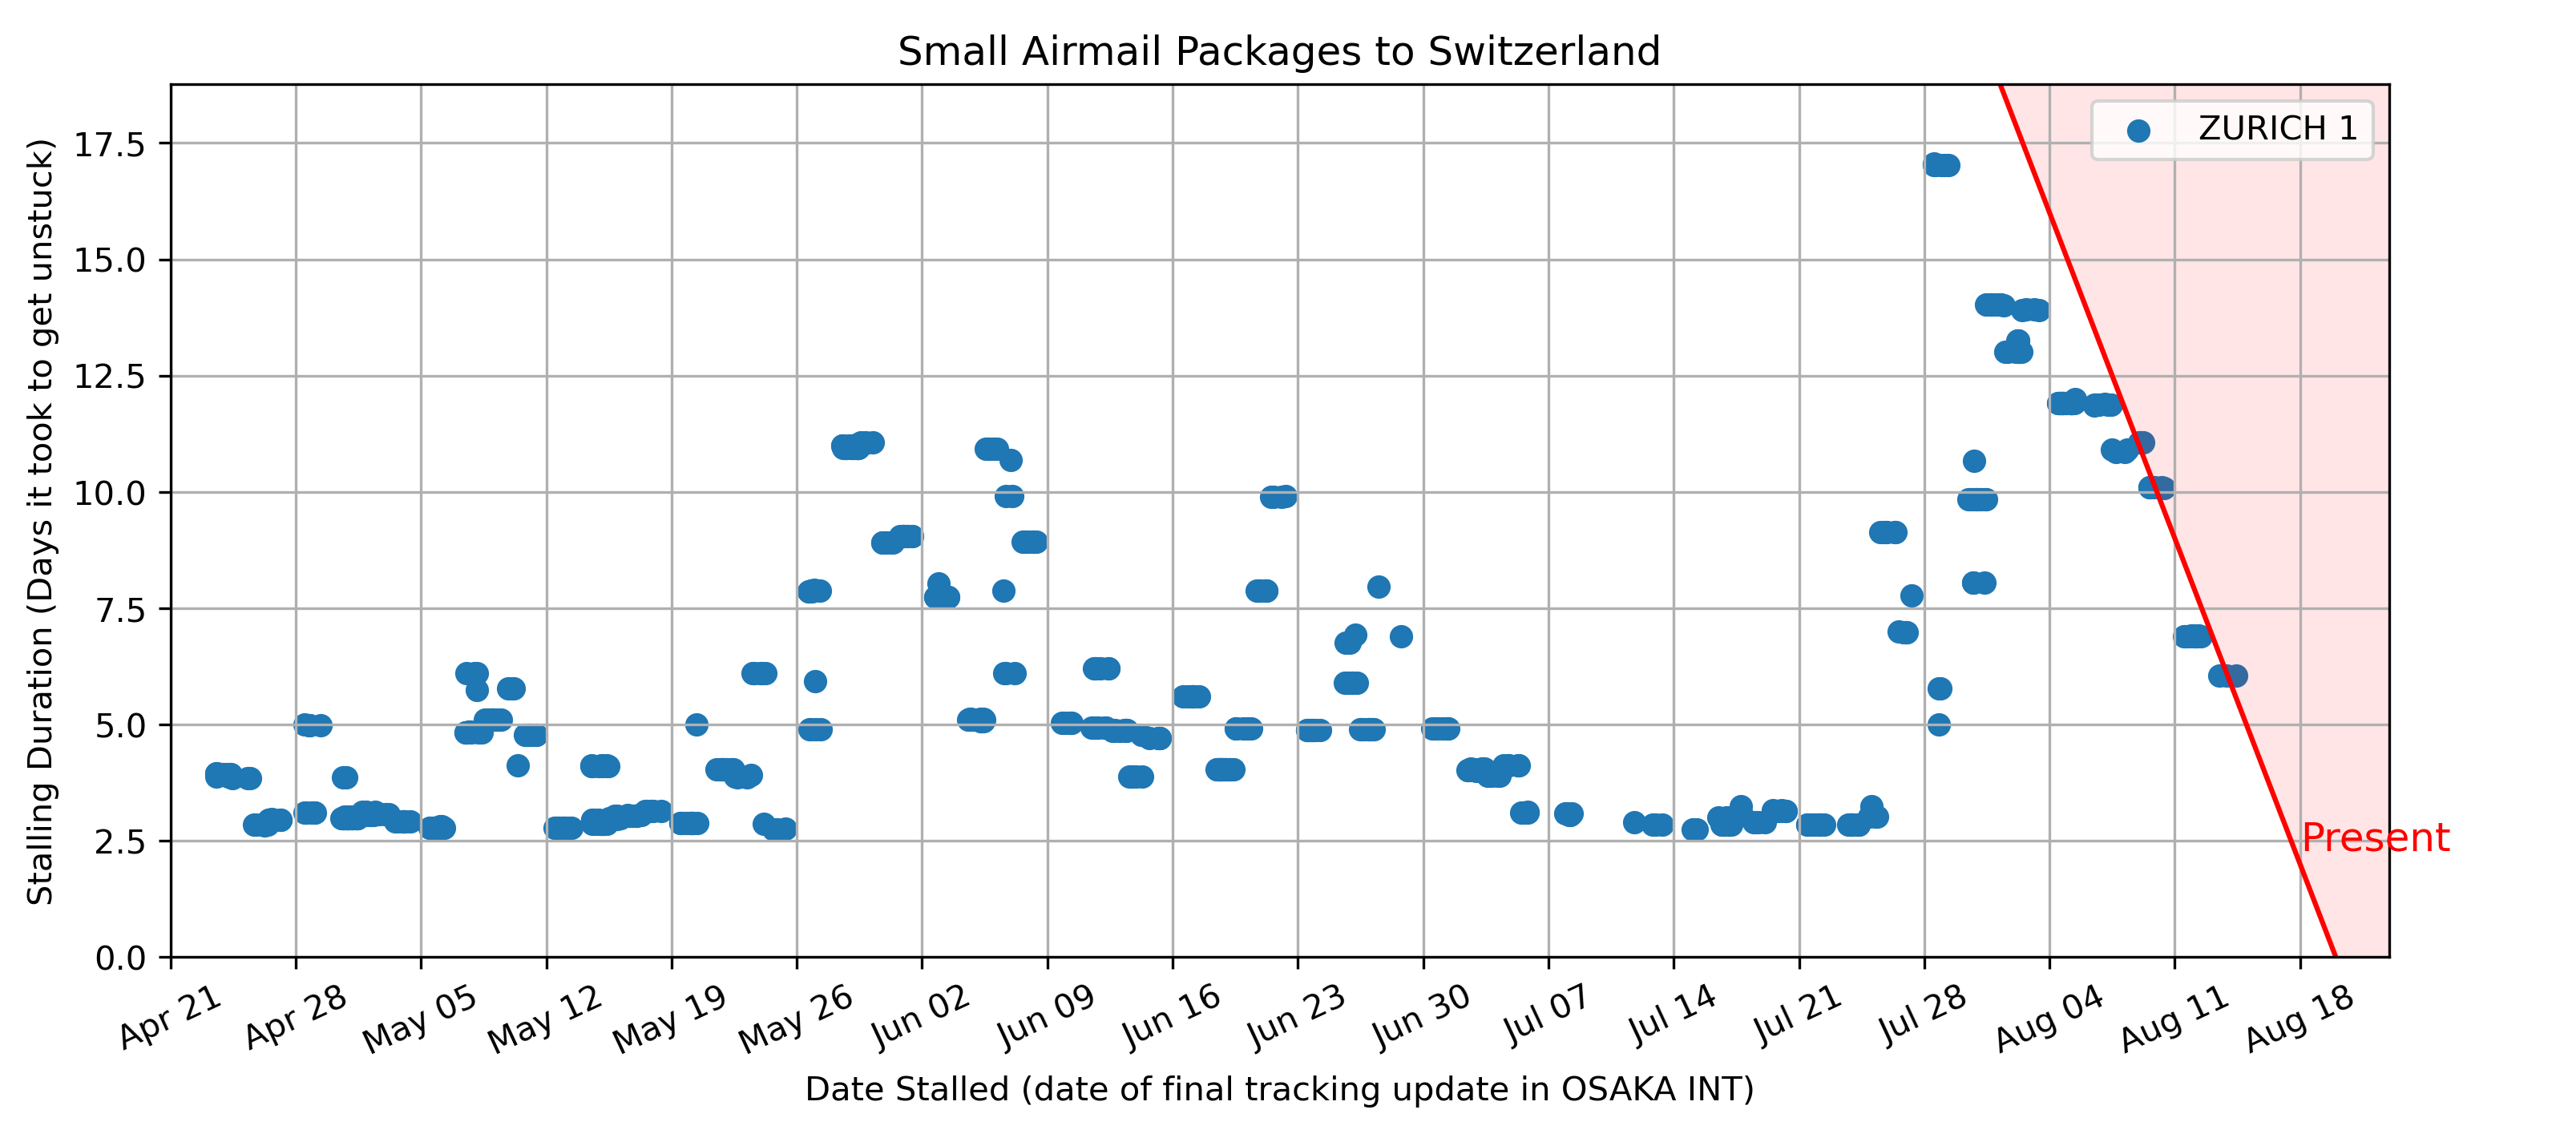 Small Airmail Packages to Switzerland
Stalling Duration (Days it took to get unstuck)
17.5
15.0
12.5
10.0
7.5
5.0
2.5
0.0
ZURICH 1
Present
Apr 21
Apr 28
May 05
May 12
May 19
May 26
Jun 02
Jun 09
Jun 16
Jun 23
Jun 30
Jul 07
Jul 14
Jul 21
Jul 28
Aug 04
Aug 11
Aug 18
Date Stalled (date of final tracking update in OSAKA INT)